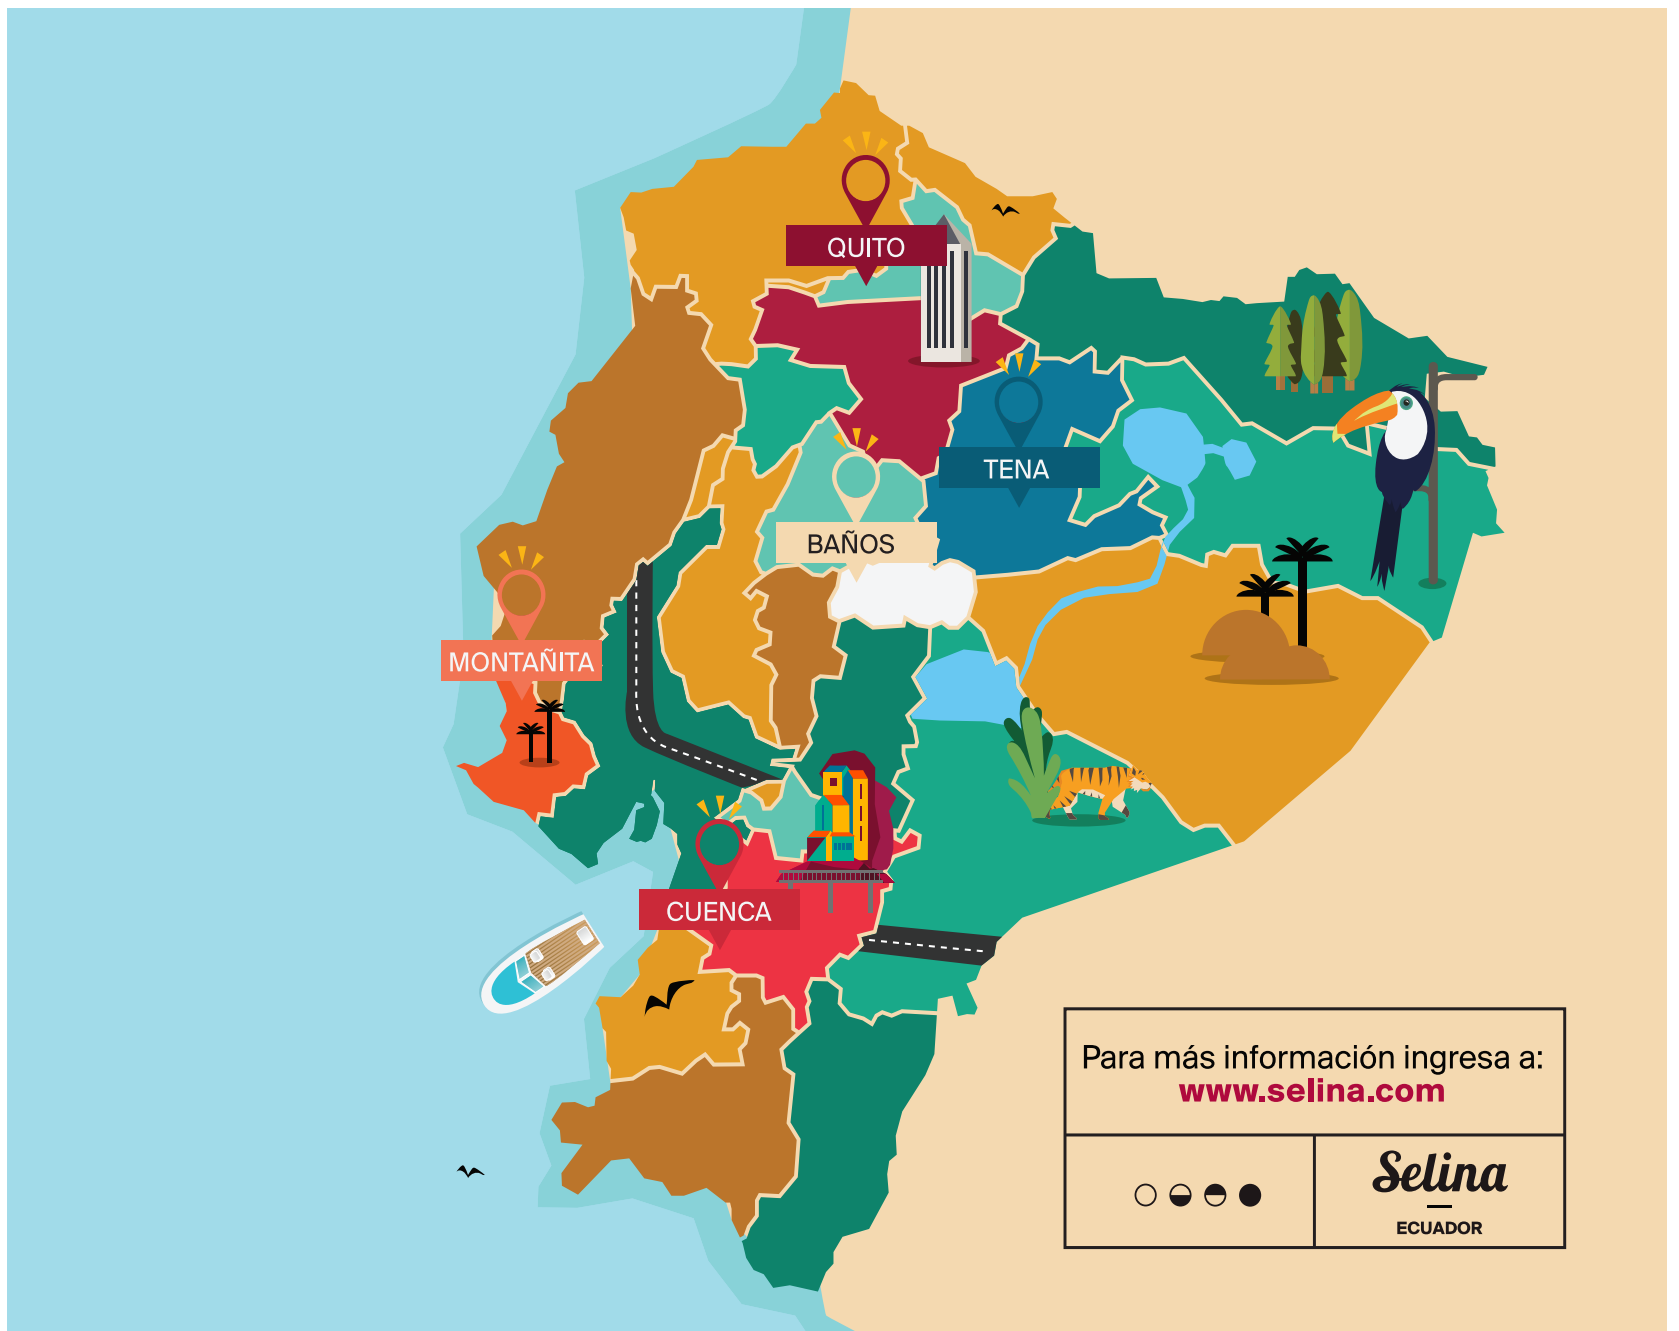 QUITO
TENA
BAÑOS
MONTAÑITA
CUENCA
Para más información ingresa a:
www.selina.com
Selina
ECUADOR